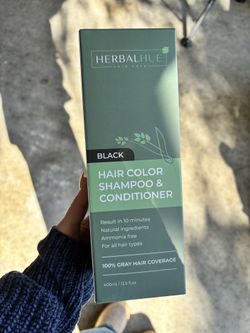 HERBALHUE
HAIR CARE
BLACK
HAIR COLOR
SHAMPOO &
CONDITIONER
Result in 10 minutes
Natural ingredients
Ammonia free
For all hair types
100% GRAY HAIR COVERAGE